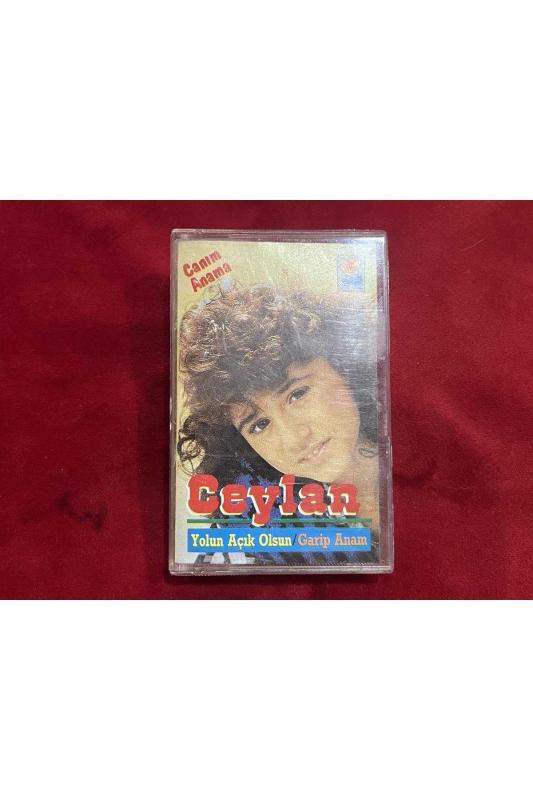 Canım
Anama
Ceylan
Yolun Açık Olsun/Garip Anam